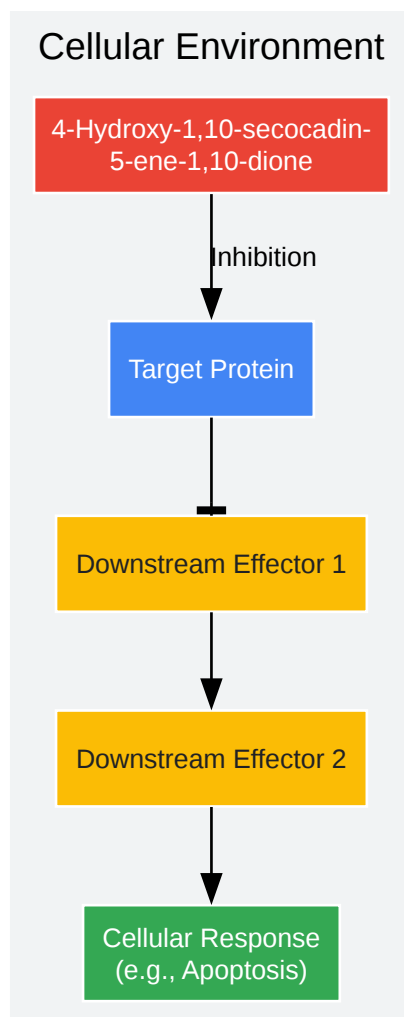 Cellular Environment
4-Hydroxy-1,10-secocadin-
5-ene-1,10-dione
Inhibition
Target Protein
Downstream Effector 1
Downstream Effector 2
Cellular Response
(e.g., Apoptosis)